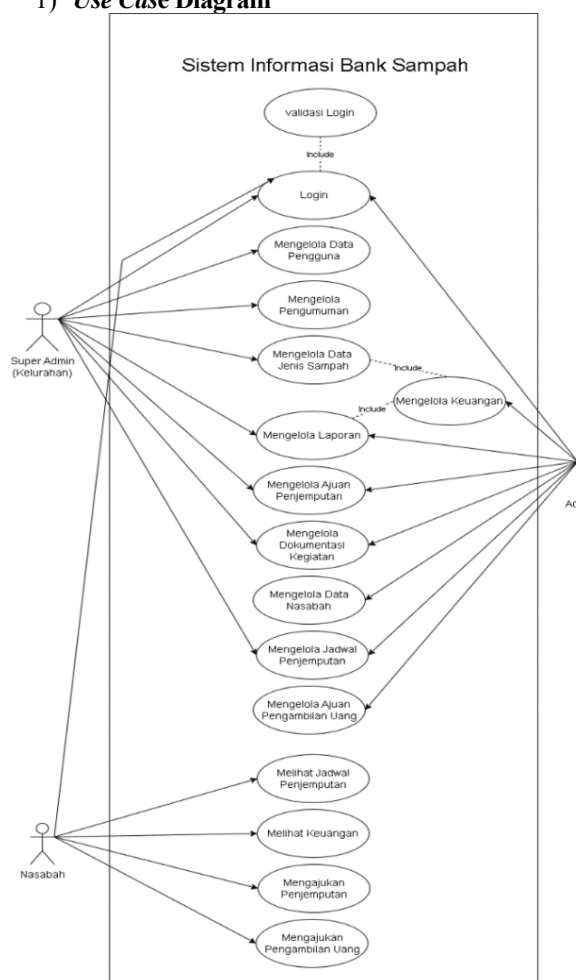 1) Use Case Diagram
Sistem Informasi Bank Sampah
validasi Login
Include
Login
Mengelola Data
Pengguna
Mengelola
Pengumuman
Super Admin
(Kelurahan)
Mengelola Data
Jenis Sampah
Include
Mengelola Keuangan
Include
Mengelola Laporan
Mengelola Ajuan
Penjemputan
Mengelola
Dokumentasi
Kegiatan
Mengelola Data
Nasabah
Mengelola Jadwal
Penjemputan
Mengelola Ajuan
Pengambilan Uang
Melihat Jadwal
Penjemputan
Melihat Keuangan
Nasabah
Mengajukan
Penjemputan
Mengajukan
Pengambilan Uang